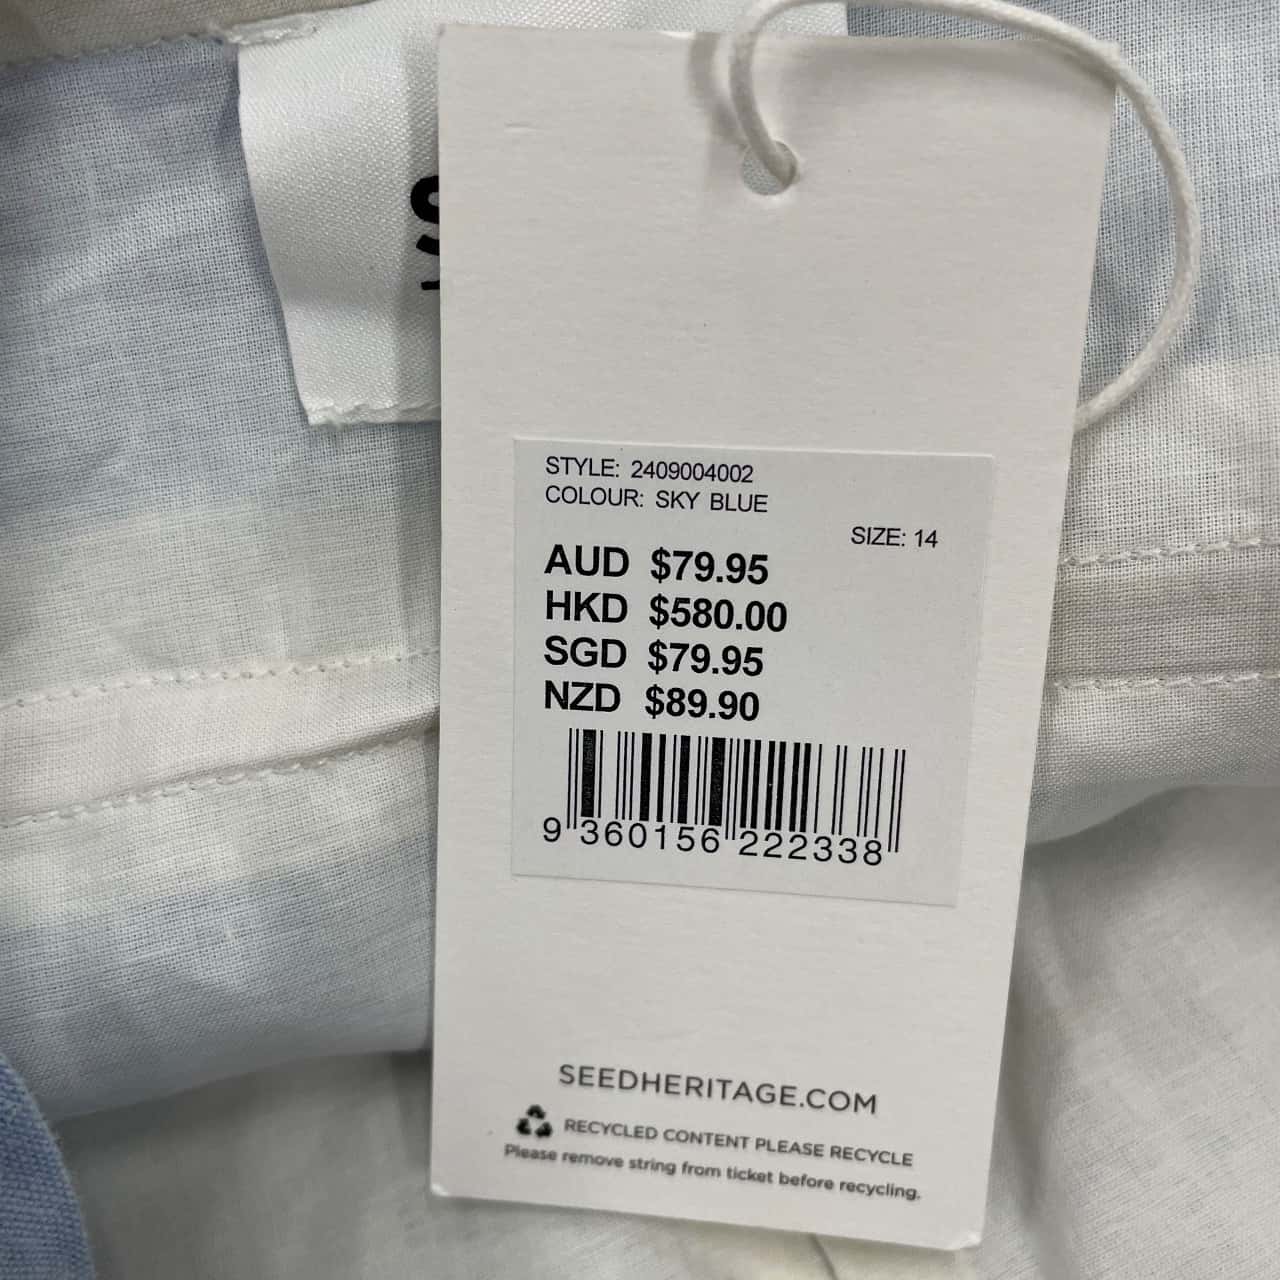 STYLE: 2409004002
COLOUR: SKY BLUE
SIZE: 14
AUD $79.95
HKD $580.00
SGD $79.95
NZD $89.90
9 360156 222338
SEEDHERITAGE.COM
RECYCLED CONTENT PLEASE RECYCLE
Please remove string from ticket before recycling.